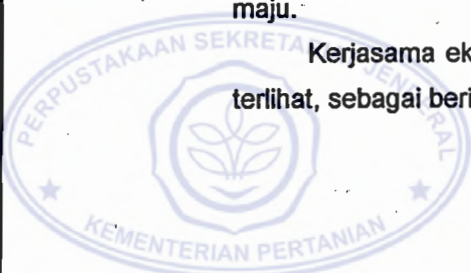 maju.
Kerjasama ek
terlihat, sebagai beri
PERPUSTAKAAN SEKRETARIAT JENDERAL
KEMENTERIAN PERTANIAN